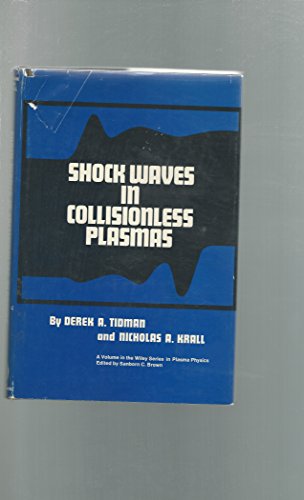 SHOCK WAVES
IN
COLLISIONLESS
PLASMAS
By DEREK A. TIDMAN
and NICHOLAS A. KRALL
A Volume in the Wiley Series in Plasma Physics
Edited by Sanborn C. Brown